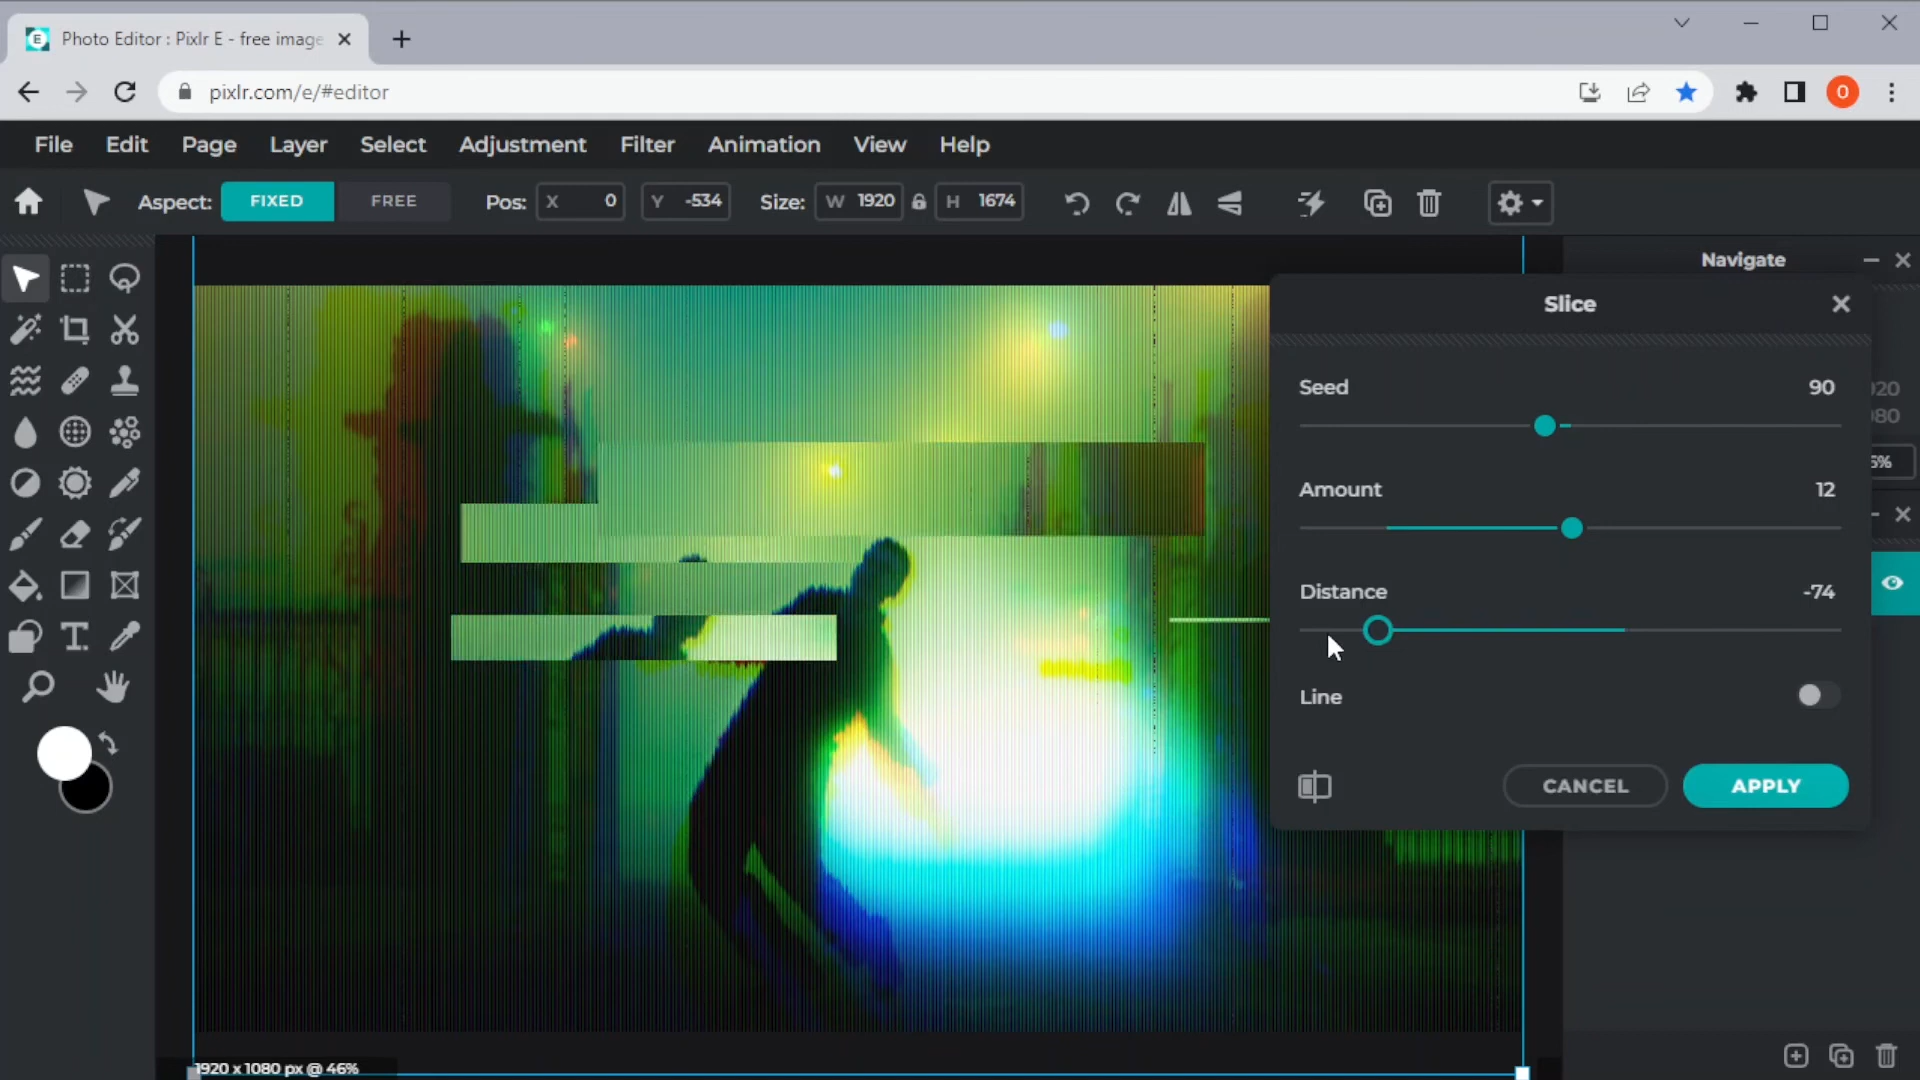 Photo Editor : Pixlr E - free image
pixlr.com/e/#editor
O
File Edit Page Layer Select Adjustment Filter Animation View Help
Aspect: FIXED FREE Pos: X 0 Y -534 Size: W 1920 H 1674
Navigate
Slice
Seed 90
Amount 12
Distance -74
Line
CANCEL APPLY
1920 x 1080 px @ 46%